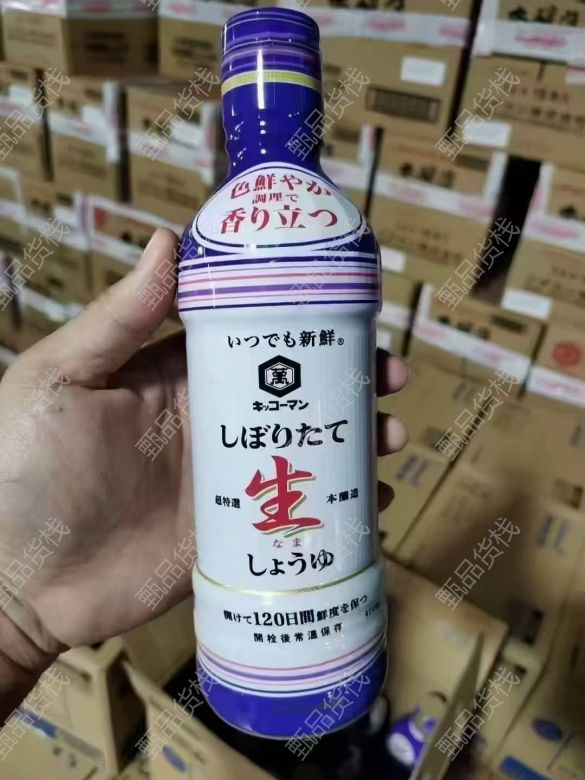 色鮮やか
調理で
香り立つ
いつでも新鮮®
萬
キッコーマン
しぼりたて
超特選
生
本醸造
なま
しょうゆ
開けて120日間鮮度を保つ
開栓後常温保存
甄品货栈